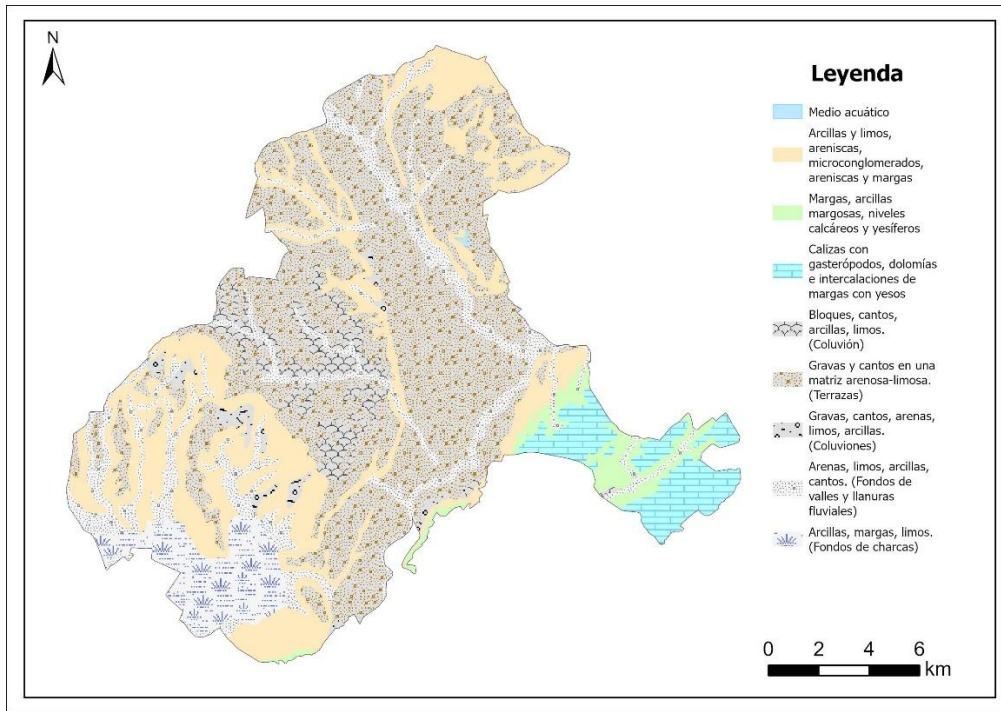 N
Leyenda
Medio acuático
Arcillas y limos,
areniscas,
microconglomerados,
areniscas y margas
Margas, arcillas
margosas, niveles
calcáreos y yesíferos
Calizas con
gasterópodos, dolomías
e intercalaciones de
margas con yesos
Bloques, cantos,
arcillas, limos.
(Coluvión)
Gravas y cantos en una
matriz arenosa-limosa.
(Terrazas)
Gravas, cantos, arenas,
limos, arcillas.
(Coluviones)
Arenas, limos, arcillas,
cantos. (Fondos de
valles y llanuras
fluviales)
Arcillas, margas, limos.
(Fondos de charcas)
0 2 4 6
km